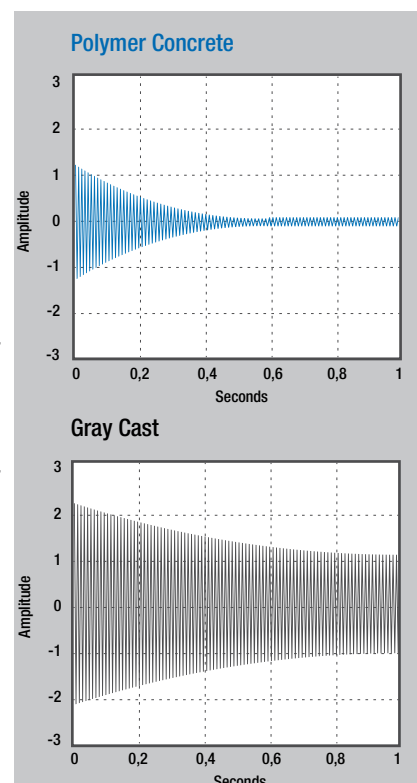 Polymer Concrete
3
2
1
0
-1
-2
-3
Amplitude
0 0,2 0,4 0,6 0,8 1
Seconds
Gray Cast
3
2
1
0
-1
-2
-3
Amplitude
0 0,2 0,4 0,6 0,8 1
Seconds